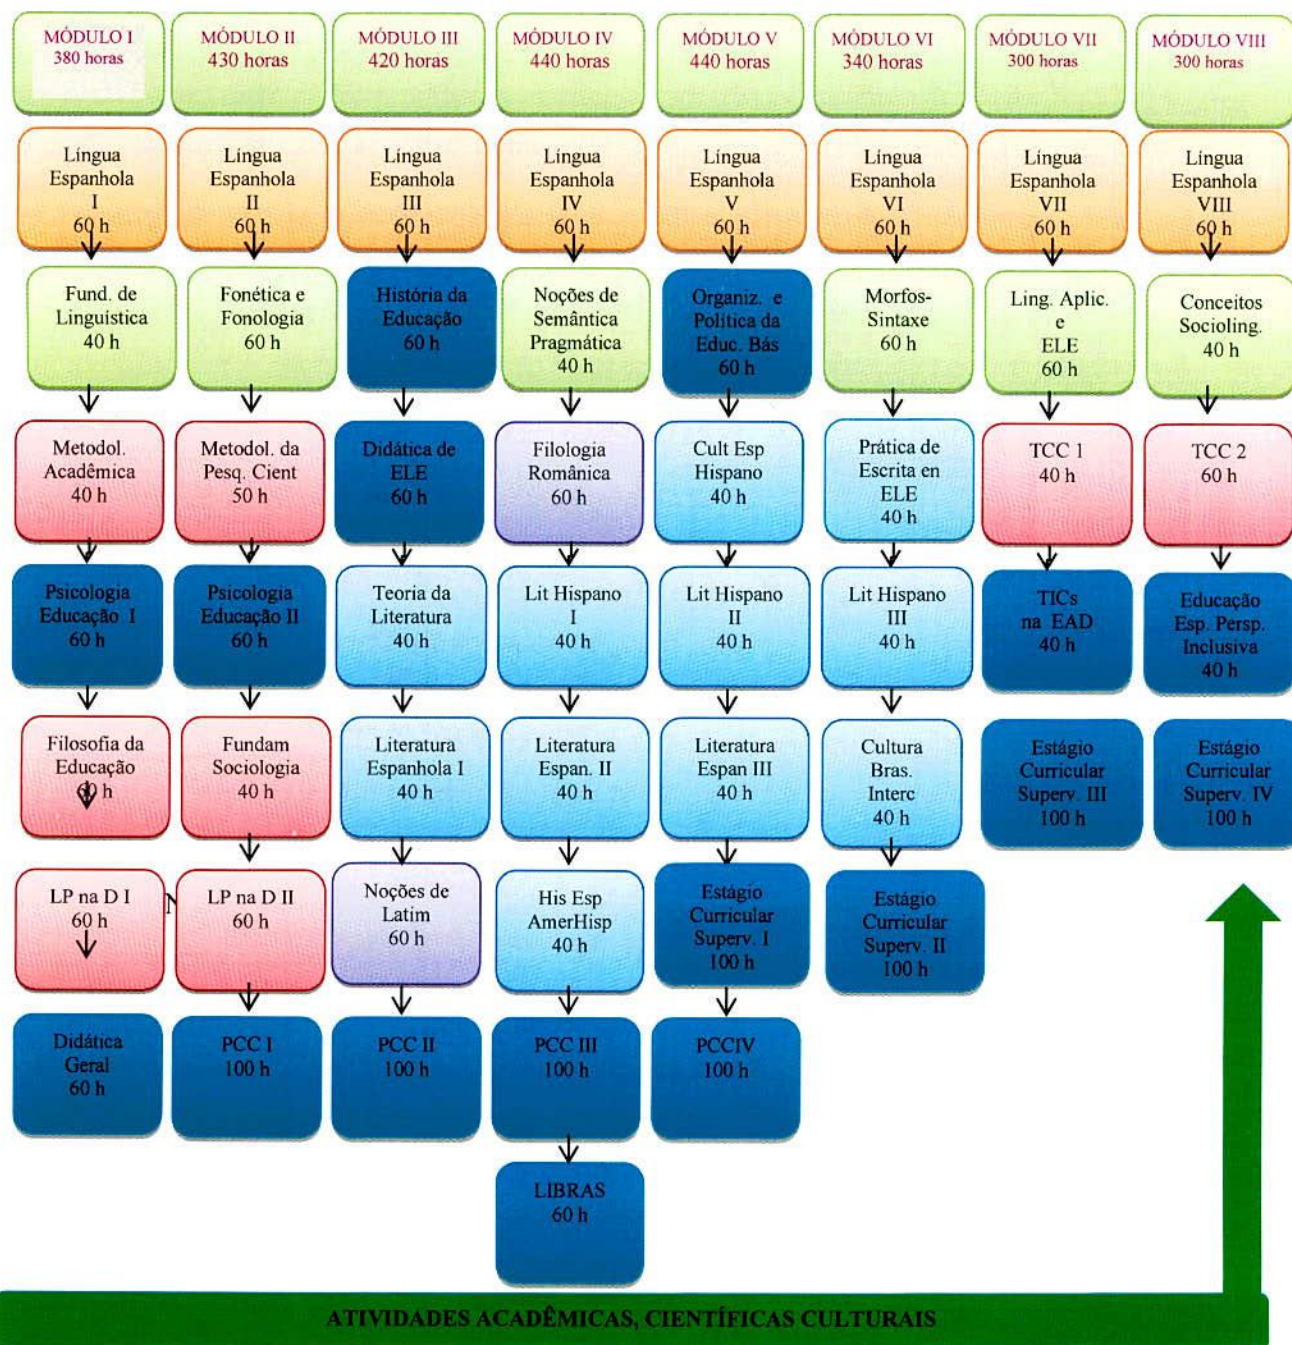 MÓDULO I
380 horas
MÓDULO II
430 horas
MÓDULO III
420 horas
MÓDULO IV
440 horas
MÓDULO V
440 horas
MÓDULO VI
340 horas
MÓDULO VII
300 horas
MÓDULO VIII
300 horas
Língua
Espanhola
I
60 h
Língua
Espanhola
II
60 h
Língua
Espanhola
III
60 h
Língua
Espanhola
IV
60 h
Língua
Espanhola
V
60 h
Língua
Espanhola
VI
60 h
Língua
Espanhola
VII
60 h
Língua
Espanhola
VIII
60 h
Fund. de
Linguística
40 h
Fonética e
Fonologia
60 h
História da
Educação
60 h
Noções de
Semântica
Pragmática
40 h
Organiz. e
Política da
Educ. Bás
60 h
Morfos-
Sintaxe
60 h
Ling. Aplic.
e
ELE
60 h
Conceitos
Socioling.
40 h
Metodol.
Acadêmica
40 h
Metodol. da
Pesq. Cient
50 h
Didática de
ELE
60 h
Filologia
Românica
60 h
Cult Esp
Hispano
40 h
Prática de
Escrita en
ELE
40 h
TCC 1
40 h
TCC 2
60 h
Psicologia
Educação I
60 h
Psicologia
Educação II
60 h
Teoria da
Literatura
40 h
Lit Hispano
I
40 h
Lit Hispano
II
40 h
Lit Hispano
III
40 h
TICs
na EAD
40 h
Educação
Esp. Persp.
Inclusiva
40 h
Filosofia da
Educação
60 h
Fundam
Sociologia
40 h
Literatura
Espanhola I
40 h
Literatura
Espan. II
40 h
Literatura
Espan III
40 h
Cultura
Bras.
Interc
40 h
Estágio
Curricular
Superv. III
100 h
Estágio
Curricular
Superv. IV
100 h
LP na D I
60 h
N
LP na D II
60 h
Noções de
Latim
60 h
His Esp
AmerHisp
40 h
Estágio
Curricular
Superv. I
100 h
Estágio
Curricular
Superv. II
100 h
Didática
Geral
60 h
PCC I
100 h
PCC II
100 h
PCC III
100 h
PCCIV
100 h
LIBRAS
60 h
ATIVIDADES ACADÊMICAS, CIENTÍFICAS CULTURAIS